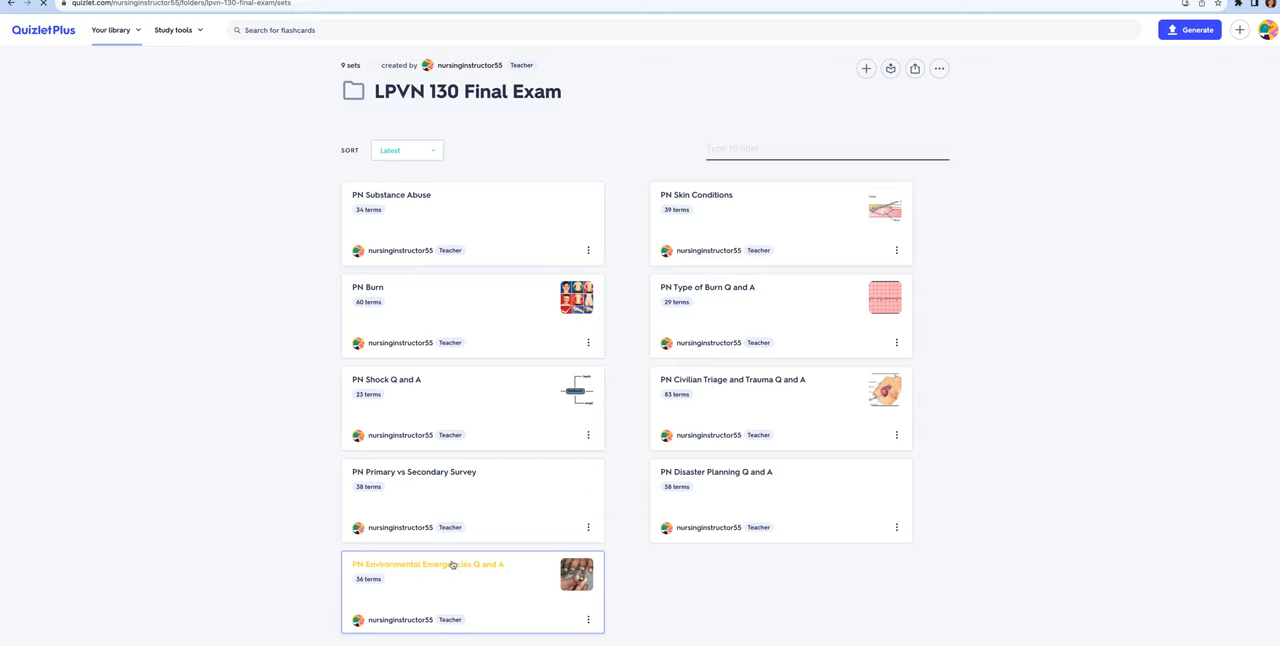 quizlet.com/nursinginstructor55/folders/lpvn-130-final-exam/sets
QuizletPlus Your library Study tools Search for flashcards Generate
9 sets created by nursinginstructor55 Teacher
LPVN 130 Final Exam
SORT Latest Type to filter
PN Substance Abuse
34 terms
nursinginstructor55 Teacher
PN Skin Conditions
39 terms
nursinginstructor55 Teacher
PN Burn
60 terms
nursinginstructor55 Teacher
PN Type of Burn Q and A
29 terms
nursinginstructor55 Teacher
PN Shock Q and A
23 terms
nursinginstructor55 Teacher
PN Civilian Triage and Trauma Q and A
83 terms
nursinginstructor55 Teacher
PN Primary vs Secondary Survey
38 terms
nursinginstructor55 Teacher
PN Disaster Planning Q and A
58 terms
nursinginstructor55 Teacher
PN Environmental Emergencies Q and A
36 terms
nursinginstructor55 Teacher